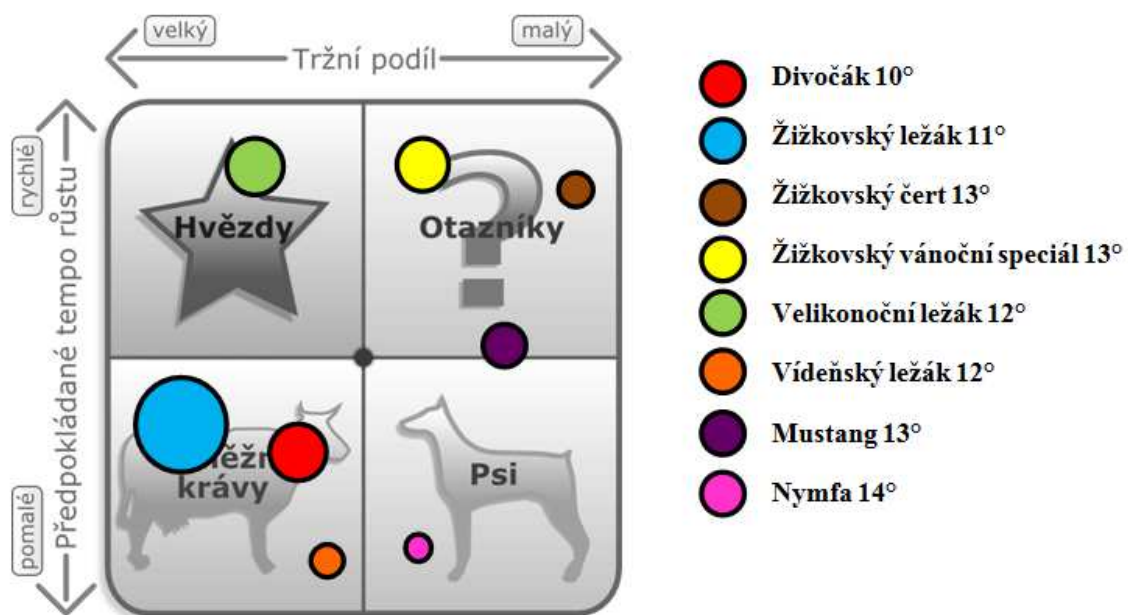 velký
malý
Tržní podíl
rychlé
Předpokládané tempo růstu
pomalé
Hvězdy
Otazníky
krávy
Psi
Divočák 10°
Žižkovský ležák 11°
Žižkovský čert 13°
Žižkovský vánoční speciál 13°
Velikonoční ležák 12°
Vídeňský ležák 12°
Mustang 13°
Nymfa 14°